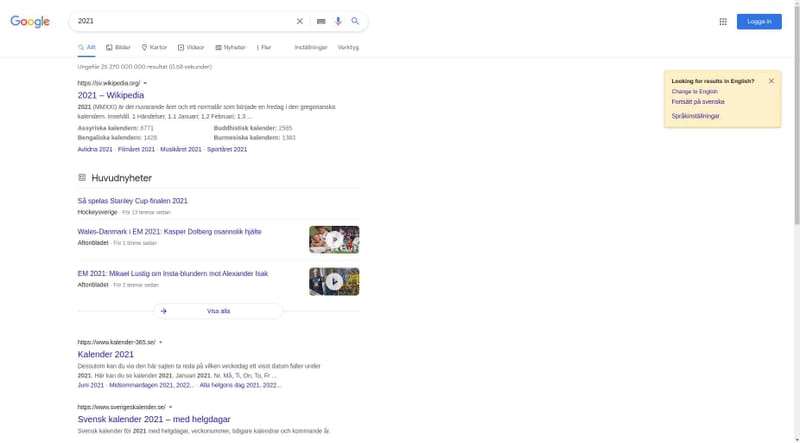 Google
2021
Logga in
Allt Bilder Kartor Videor Nyheter Fler Inställningar Verktyg
Ungefär 25 270 000 000 resultat (0,58 sekunder)
https://sv.wikipedia.org/
2021 – Wikipedia
2021 (MMXXI) är det nuvarande året och ett normalår som började en fredag i den gregorianska
kalendern. Innehåll. 1 Händelser. 1.1 Januari; 1.2 Februari; 1.3 ...
Assyriska kalendern: 6771 Buddhistisk kalender: 2565
Bengaliska kalendern: 1428 Burmesiska kalendern: 1383
Avlidna 2021 · Filmåret 2021 · Musikåret 2021 · Sportåret 2021
Looking for results in English?
Change to English
Fortsätt på svenska
Språkinställningar
Huvudnyheter
Så spelas Stanley Cup-finalen 2021
Hockeysverige · För 13 timmar sedan
Wales-Danmark i EM 2021: Kasper Dolberg osannolik hjälte
Aftonbladet · För 1 timme sedan
EM 2021: Mikael Lustig om Insta-blundern mot Alexander Isak
Aftonbladet · För 2 timmar sedan
Visa alla
https://www.kalender-365.se/
Kalender 2021
Dessutom kan du via den här sajten ta reda på vilken veckodag ett visst datum faller under
2021. Här kan du se kalender 2021. Januari 2021. Nr, Må, Ti, On, To, Fr ...
Juni 2021 · Midsommardagen 2021, 2022... · Alla helgons dag 2021, 2022...
https://www.sverigeskalender.se/
Svensk kalender 2021 – med helgdagar
Svensk kalender för 2021 med helgdagar, veckonummer, tidigare kalendrar och kommande år.